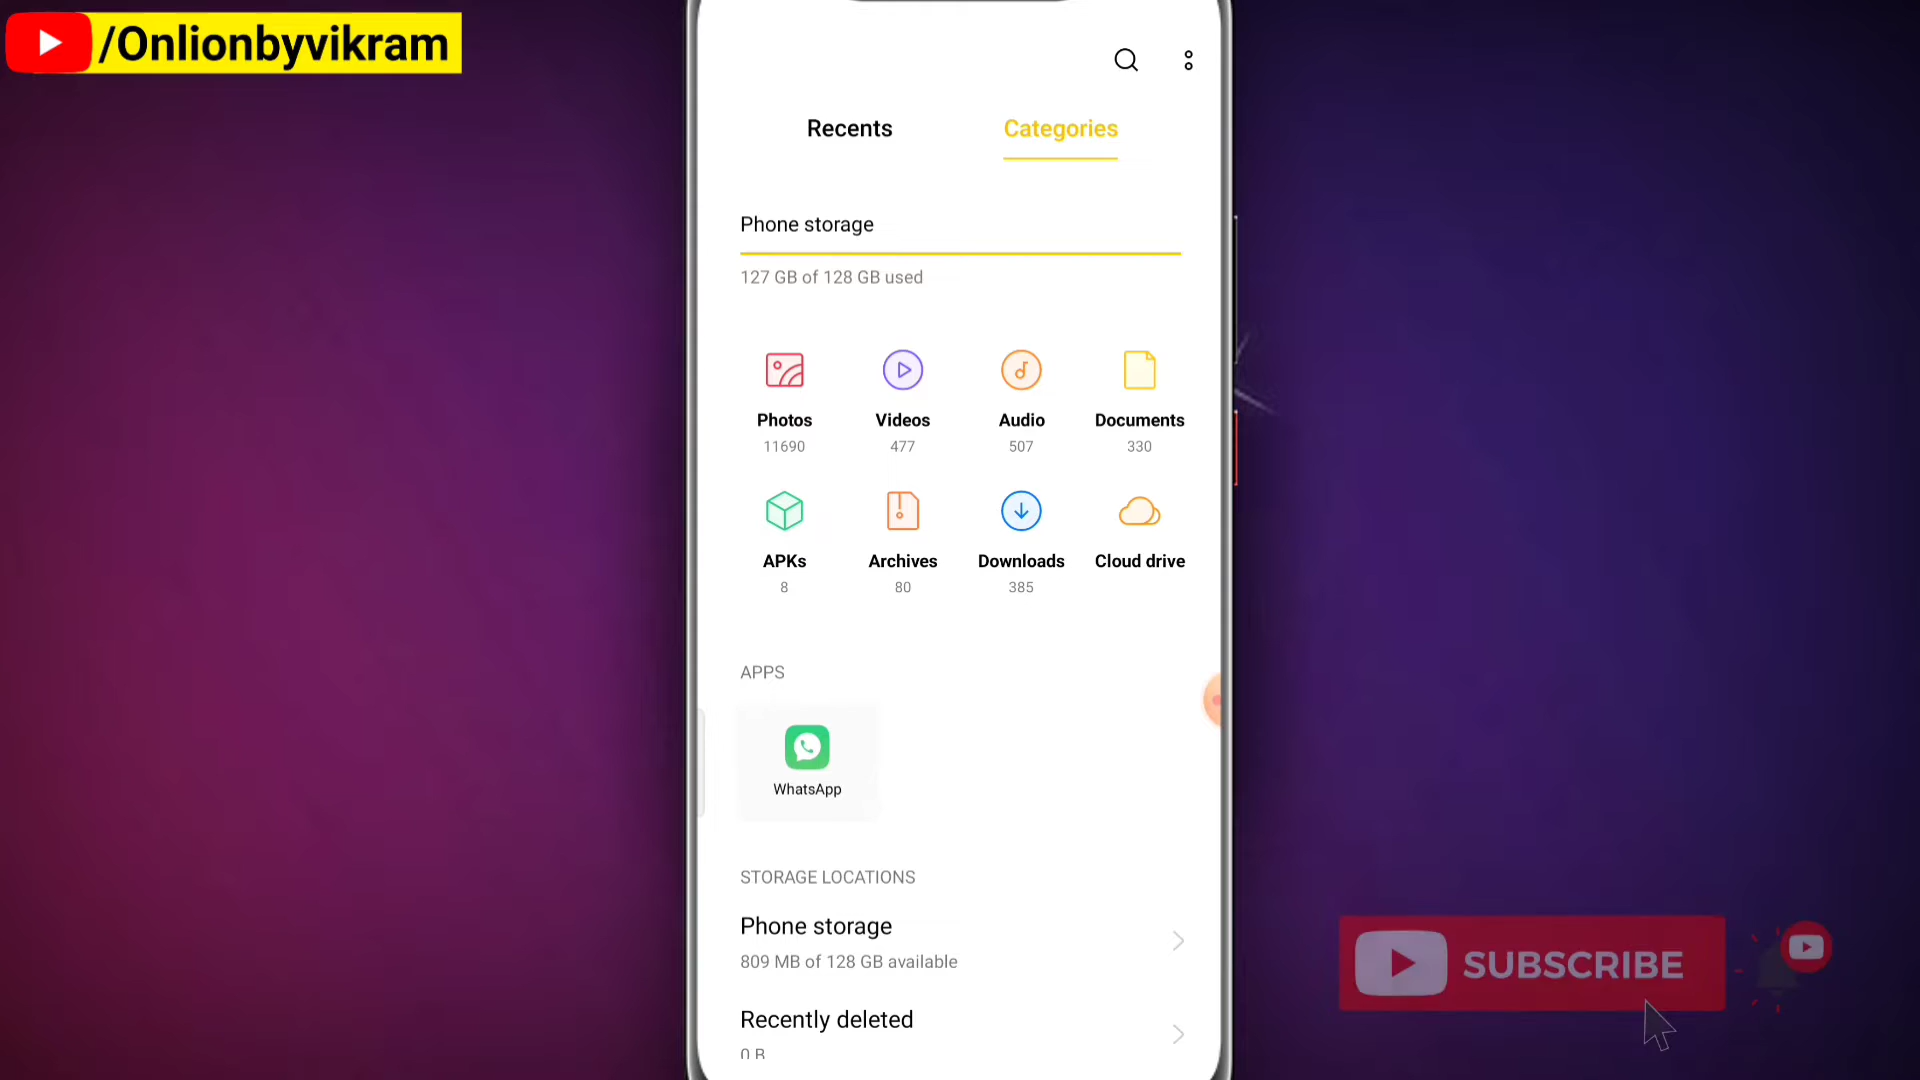 /Onlionbyvikram
Recents Categories
Phone storage
127 GB of 128 GB used
Photos Videos Audio Documents
11690 477 507 330
APKs Archives Downloads Cloud drive
8 80 385
APPS
WhatsApp
STORAGE LOCATIONS
Phone storage
809 MB of 128 GB available
Recently deleted
0 B
SUBSCRIBE